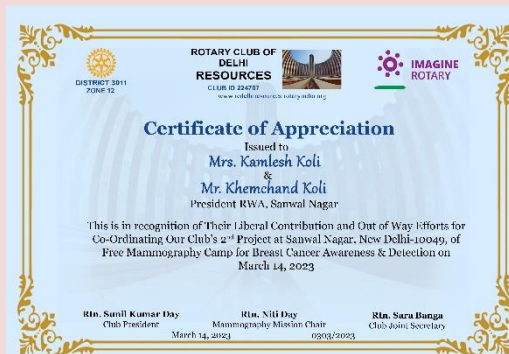 DISTRICT 3011
ZONE 12
ROTARY CLUB OF
DELHI
RESOURCES
CLUB ID 224787
IMAGINE
ROTARY
Certificate of Appreciation
Issued to
Mrs. Kamlesh Koli
&
Mr. Khemchand Koli
President RWA, Sanwal Nagar
This is in recognition of Their Liberal Contribution and Out of Way Efforts for
Co-Ordinating Our Club's 2nd Project at Sanwal Nagar, New Delhi-10049, of
Free Mammography Camp for Breast Cancer Awareness & Detection on
March 14, 2023
Rtn. Sunil Kumar Day
Club President
Rtn. Niti Day
Mammography Mission Chair
Rtn. Sara Banga
Club Joint Secretary
March 14, 2023
0303/2023